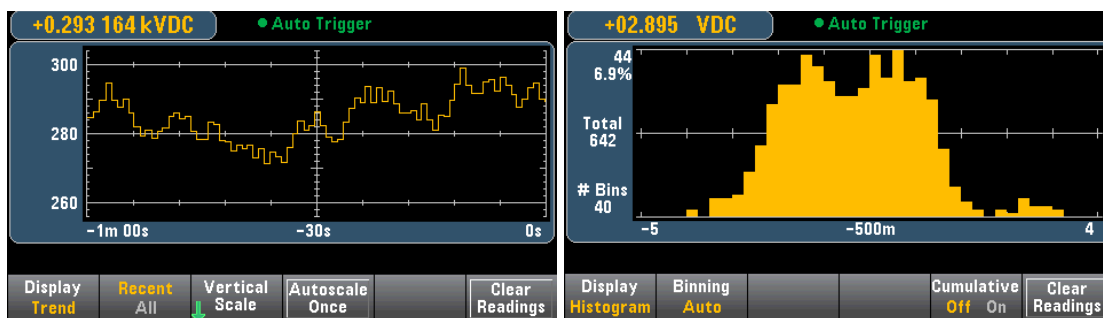 +0.293 164 kVDC
Auto Trigger
300
280
260
-1m 00s
-30s
0s
Display
Trend
Recent
All
Vertical
Scale
Autoscale
Once
Clear
Readings
+02.895 VDC
Auto Trigger
44
6.9%
Total
642
# Bins
40
-5
-500m
4
Display
Histogram
Binning
Auto
Cumulative
Off On
Clear
Readings